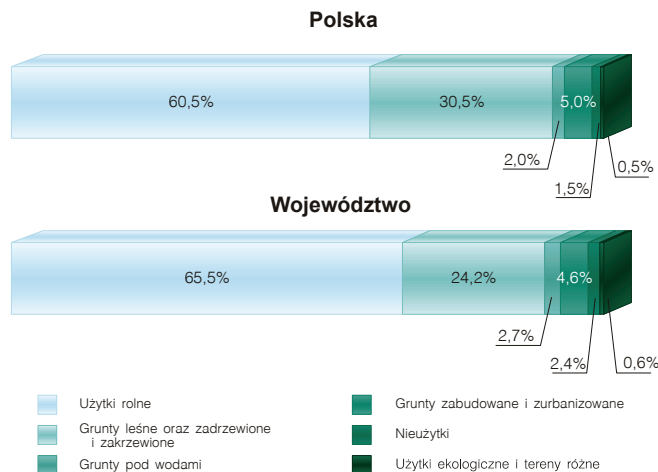 Polska
60,5%
30,5%
5,0%
2,0%
0,5%
1,5%
Województwo
65,5%
24,2%
4,6%
2,7%
0,6%
2,4%
Użytki rolne
Grunty leśne oraz zadrzewione
i zakrzewione
Grunty pod wodami
Grunty zabudowane i zurbanizowane
Nieużytki
Użytki ekologiczne i tereny różne